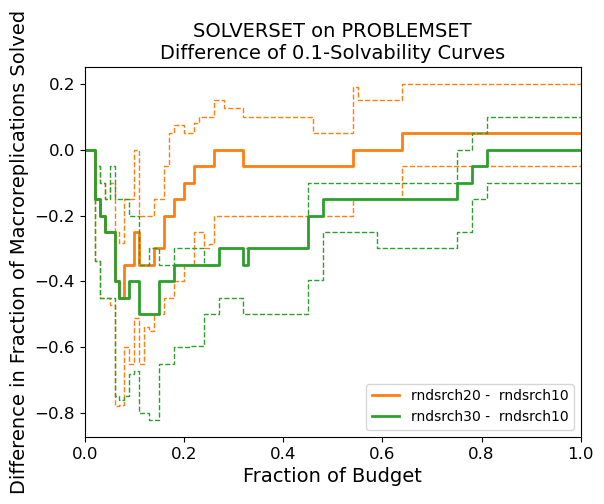 SOLVERSET on PROBLEMSET
Difference of 0.1-Solvability Curves
Difference in Fraction of Macroreplications Solved
0.2
0.0
−0.2
−0.4
−0.6
−0.8
rndsrch20 -  rndsrch10
rndsrch30 -  rndsrch10
0.0 0.2 0.4 0.6 0.8 1.0
Fraction of Budget